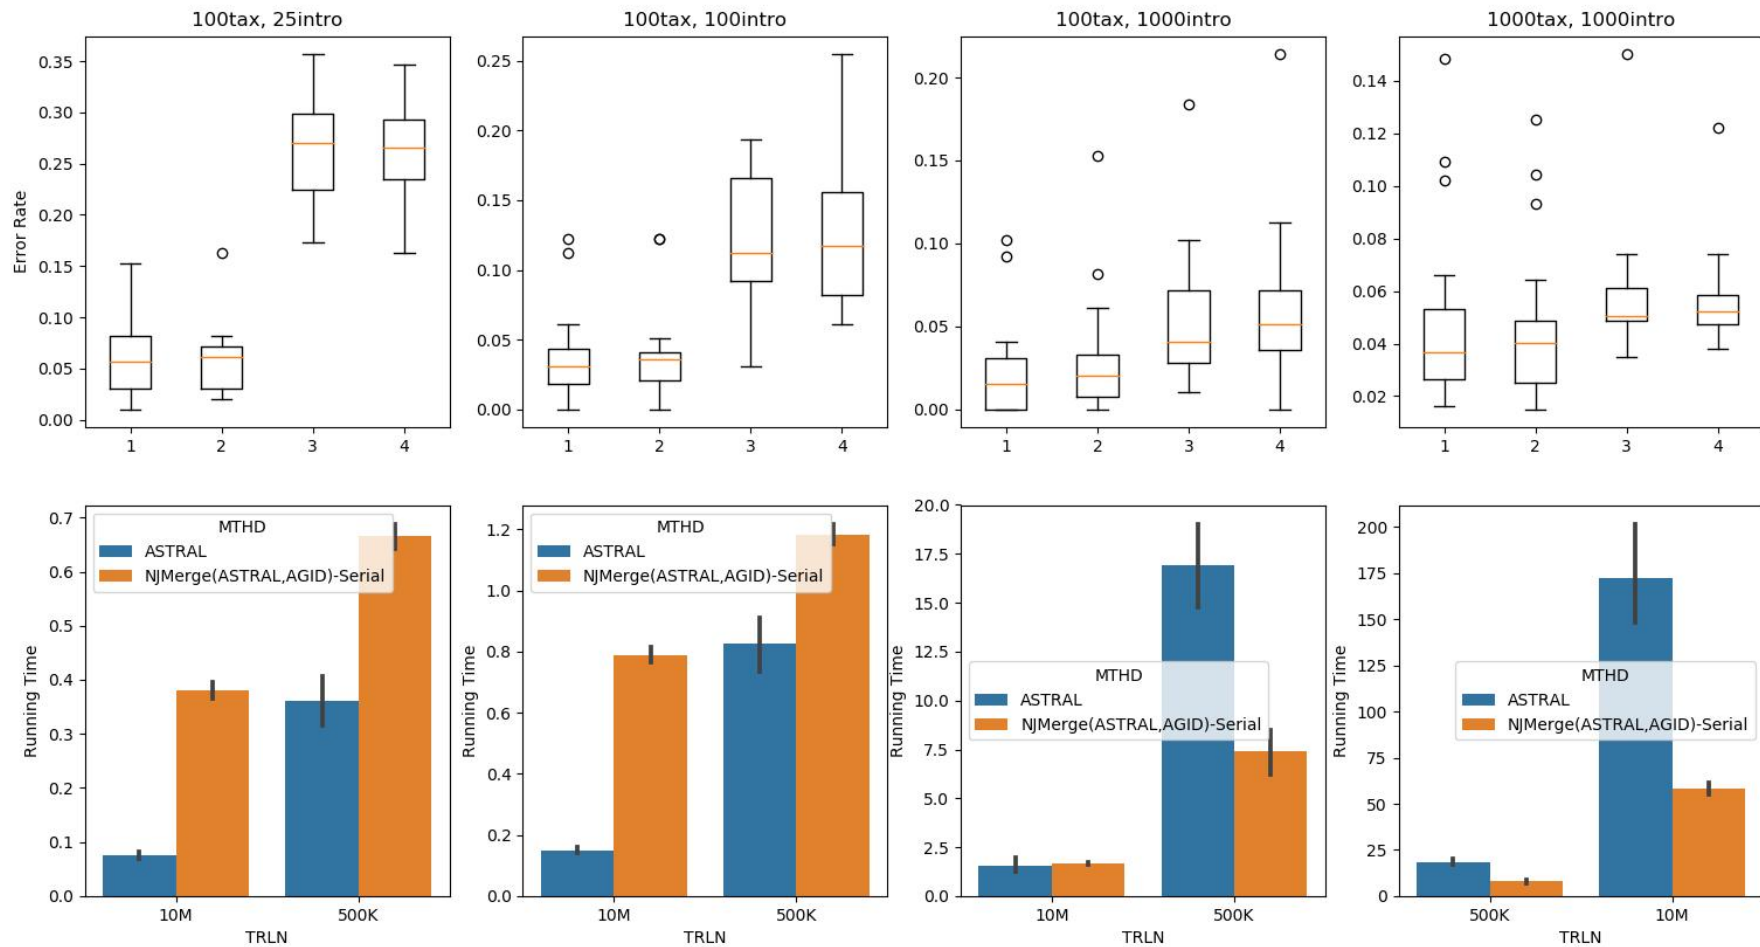 100tax, 25intro
100tax, 100intro
100tax, 1000intro
1000tax, 1000intro
Error Rate
0.35
0.30
0.25
0.20
0.15
0.10
0.05
0.00
1 2 3 4
0.25
0.20
0.15
0.10
0.05
0.00
1 2 3 4
0.20
0.15
0.10
0.05
0.00
1 2 3 4
0.14
0.12
0.10
0.08
0.06
0.04
0.02
1 2 3 4
Running Time
0.7
0.6
0.5
0.4
0.3
0.2
0.1
0.0
MTHD
ASTRAL
NJMerge(ASTRAL,AGID)-Serial
10M 500K
TRLN
Running Time
1.2
1.0
0.8
0.6
0.4
0.2
0.0
MTHD
ASTRAL
NJMerge(ASTRAL,AGID)-Serial
10M 500K
TRLN
Running Time
20.0
17.5
15.0
12.5
10.0
7.5
5.0
2.5
0.0
MTHD
ASTRAL
NJMerge(ASTRAL,AGID)-Serial
10M 500K
TRLN
Running Time
200
175
150
125
100
75
50
25
0
MTHD
ASTRAL
NJMerge(ASTRAL,AGID)-Serial
500K 10M
TRLN